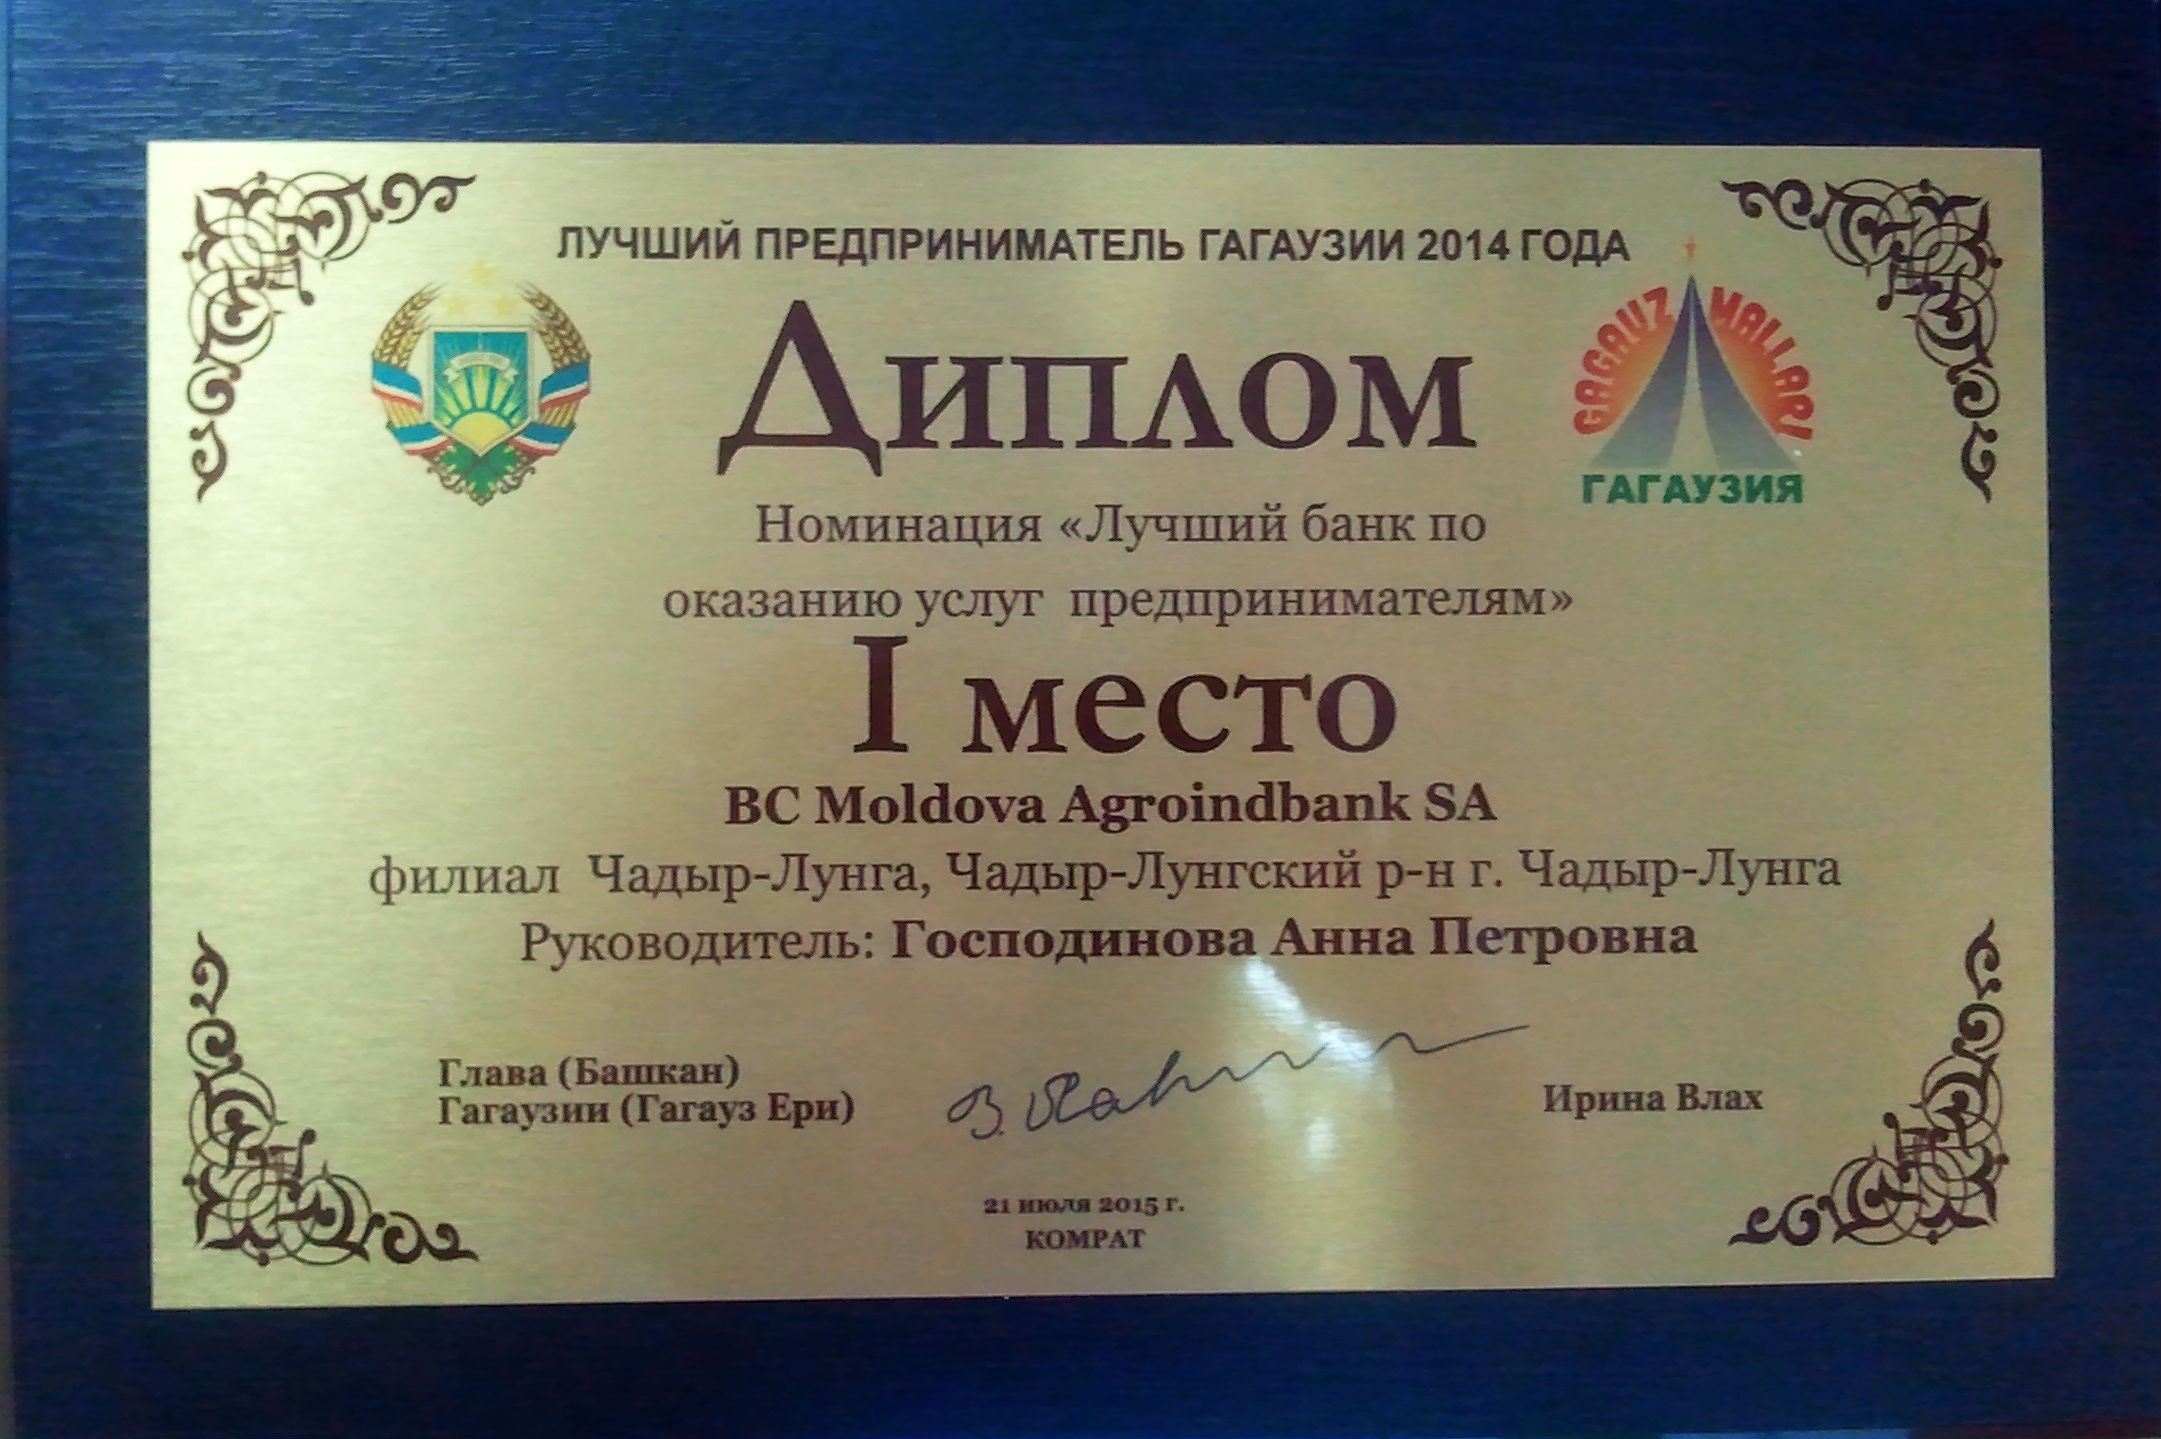 ЛУЧШИЙ ПРЕДПРИНИМАТЕЛЬ ГАГАУЗИИ 2014 ГОДА
GAGAUZ MALLARI
ГАГАУЗИЯ
Диплом
Номинация «Лучший банк по
оказанию услуг предпринимателям»
I место
BC Moldova Agroindbank SA
филиал Чадыр-Лунга, Чадыр-Лунгский р-н г. Чадыр-Лунга
Руководитель: Господинова Анна Петровна
Глава (Башкан)
Гагаузии (Гагауз Ери)
Ирина Влах
21 июля 2015 г.
КОМРАТ